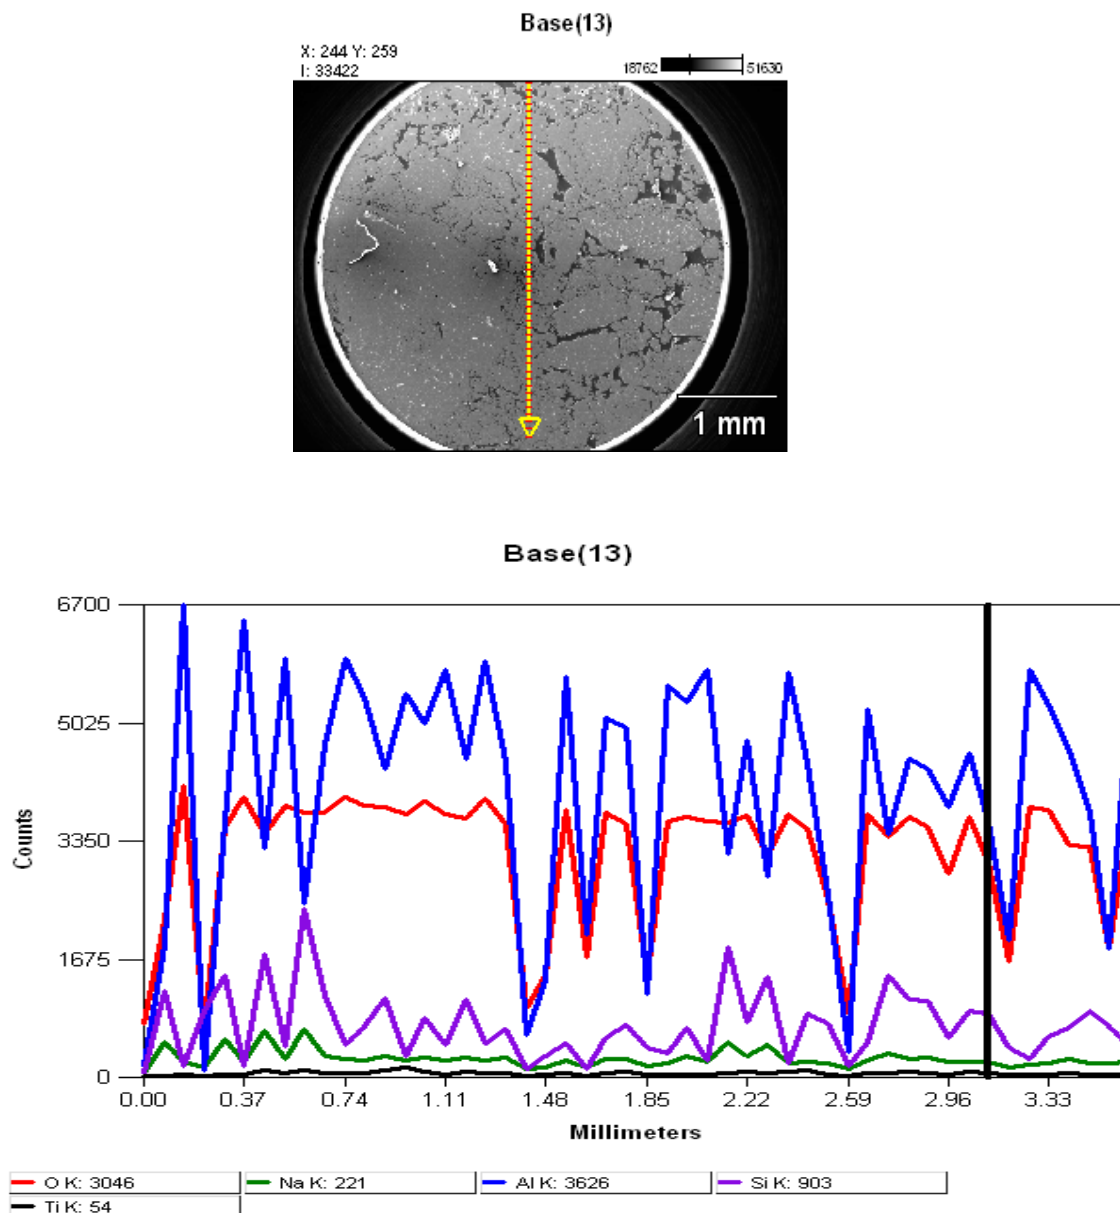 Base(13)
X: 244 Y: 259
I: 33422
18762 51630
1 mm
Base(13)
6700
5025
3350
1675
0
Counts
0.00 0.37 0.74 1.11 1.48 1.85 2.22 2.59 2.96 3.33
Millimeters
O K: 3046 Na K: 221 Al K: 3626 Si K: 903
Ti K: 54